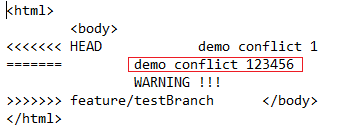 <html>
<body>
<<<<<<< HEAD demo conflict 1
======= demo conflict 123456
WARNING !!!
>>>>>>> feature/testBranch </body>
</html>